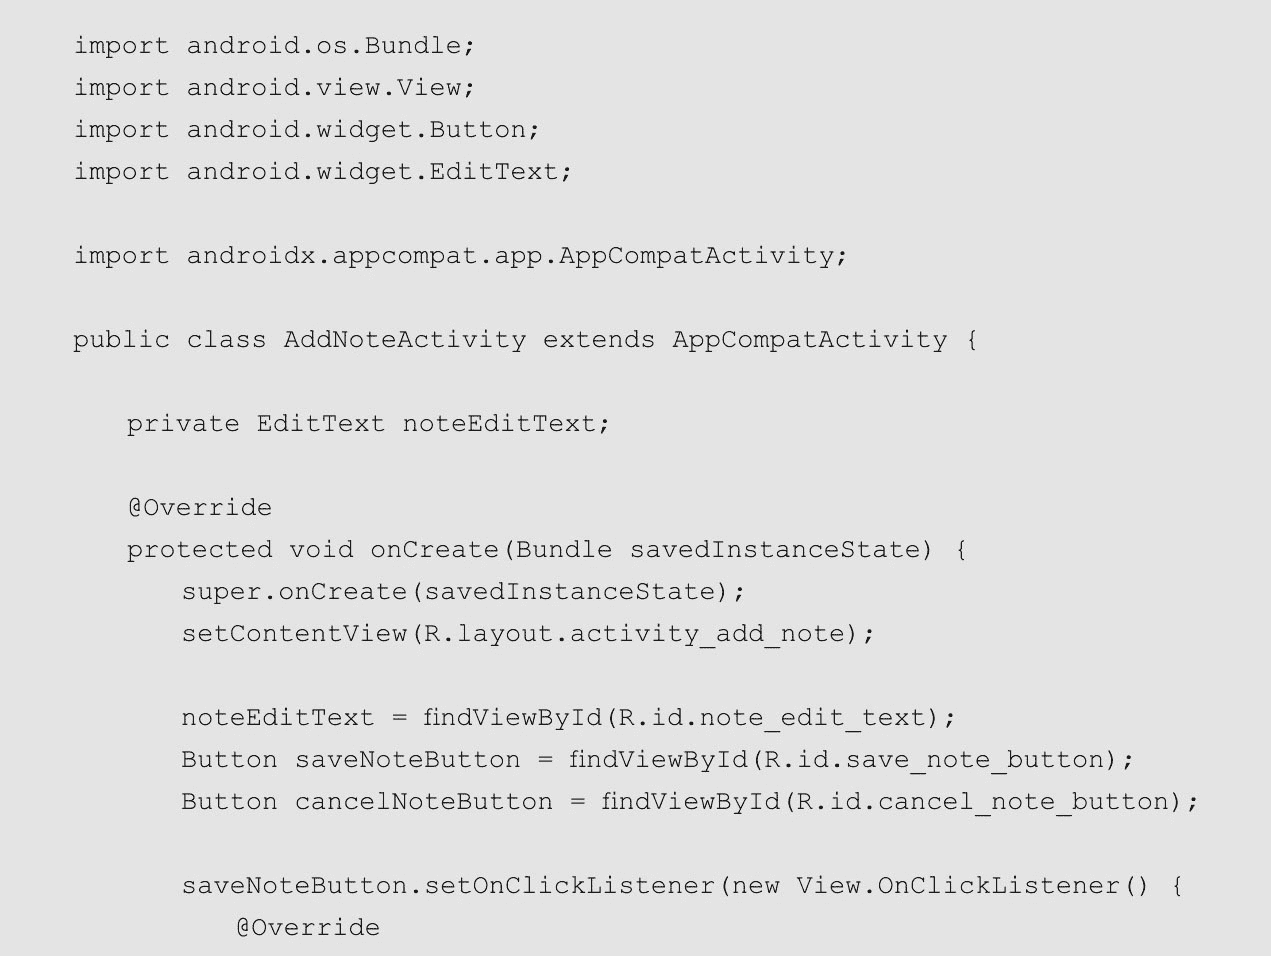 import android.os.Bundle;
import android.view.View;
import android.widget.Button;
import android.widget.EditText;
import androidx.appcompat.app.AppCompatActivity;
public class AddNoteActivity extends AppCompatActivity {
private EditText noteEditText;
@Override
protected void onCreate(Bundle savedInstanceState) {
super.onCreate(savedInstanceState);
setContentView(R.layout.activity_add_note);
noteEditText = findViewById(R.id.note_edit_text);
Button saveNoteButton = findViewById(R.id.save_note_button);
Button cancelNoteButton = findViewById(R.id.cancel_note_button);
saveNoteButton.setOnClickListener(new View.OnClickListener() {
@Override